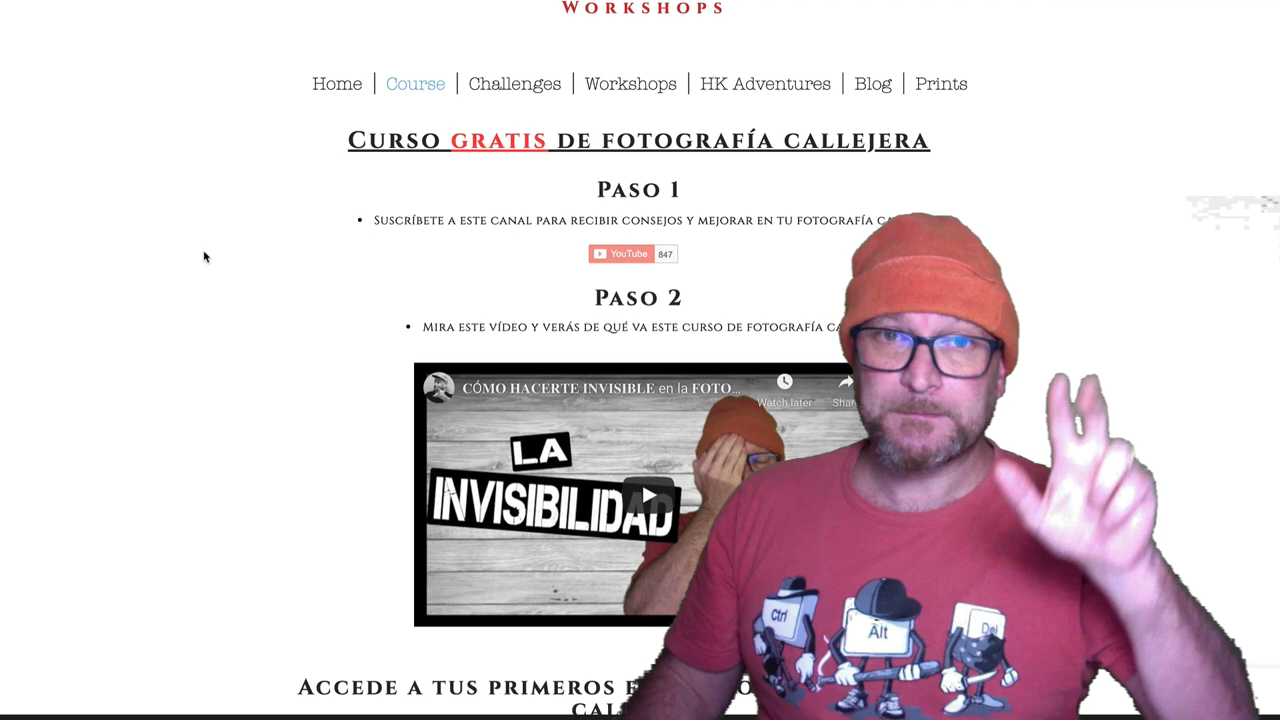 Workshops
Home | Course | Challenges | Workshops | HK Adventures | Blog | Prints
Curso gratis de fotografía callejera
Paso 1
• Suscríbete a este canal para recibir consejos y mejorar en tu fotografía
YouTube 847
Paso 2
• Mira este vídeo y verás de qué va este curso de fotografía
CÓMO HACERTE INVISIBLE en la FOTO...
Watch later
Share
LA
INVISIBILIDAD
Ctrl
Alt
Del
Accede a tus primeros